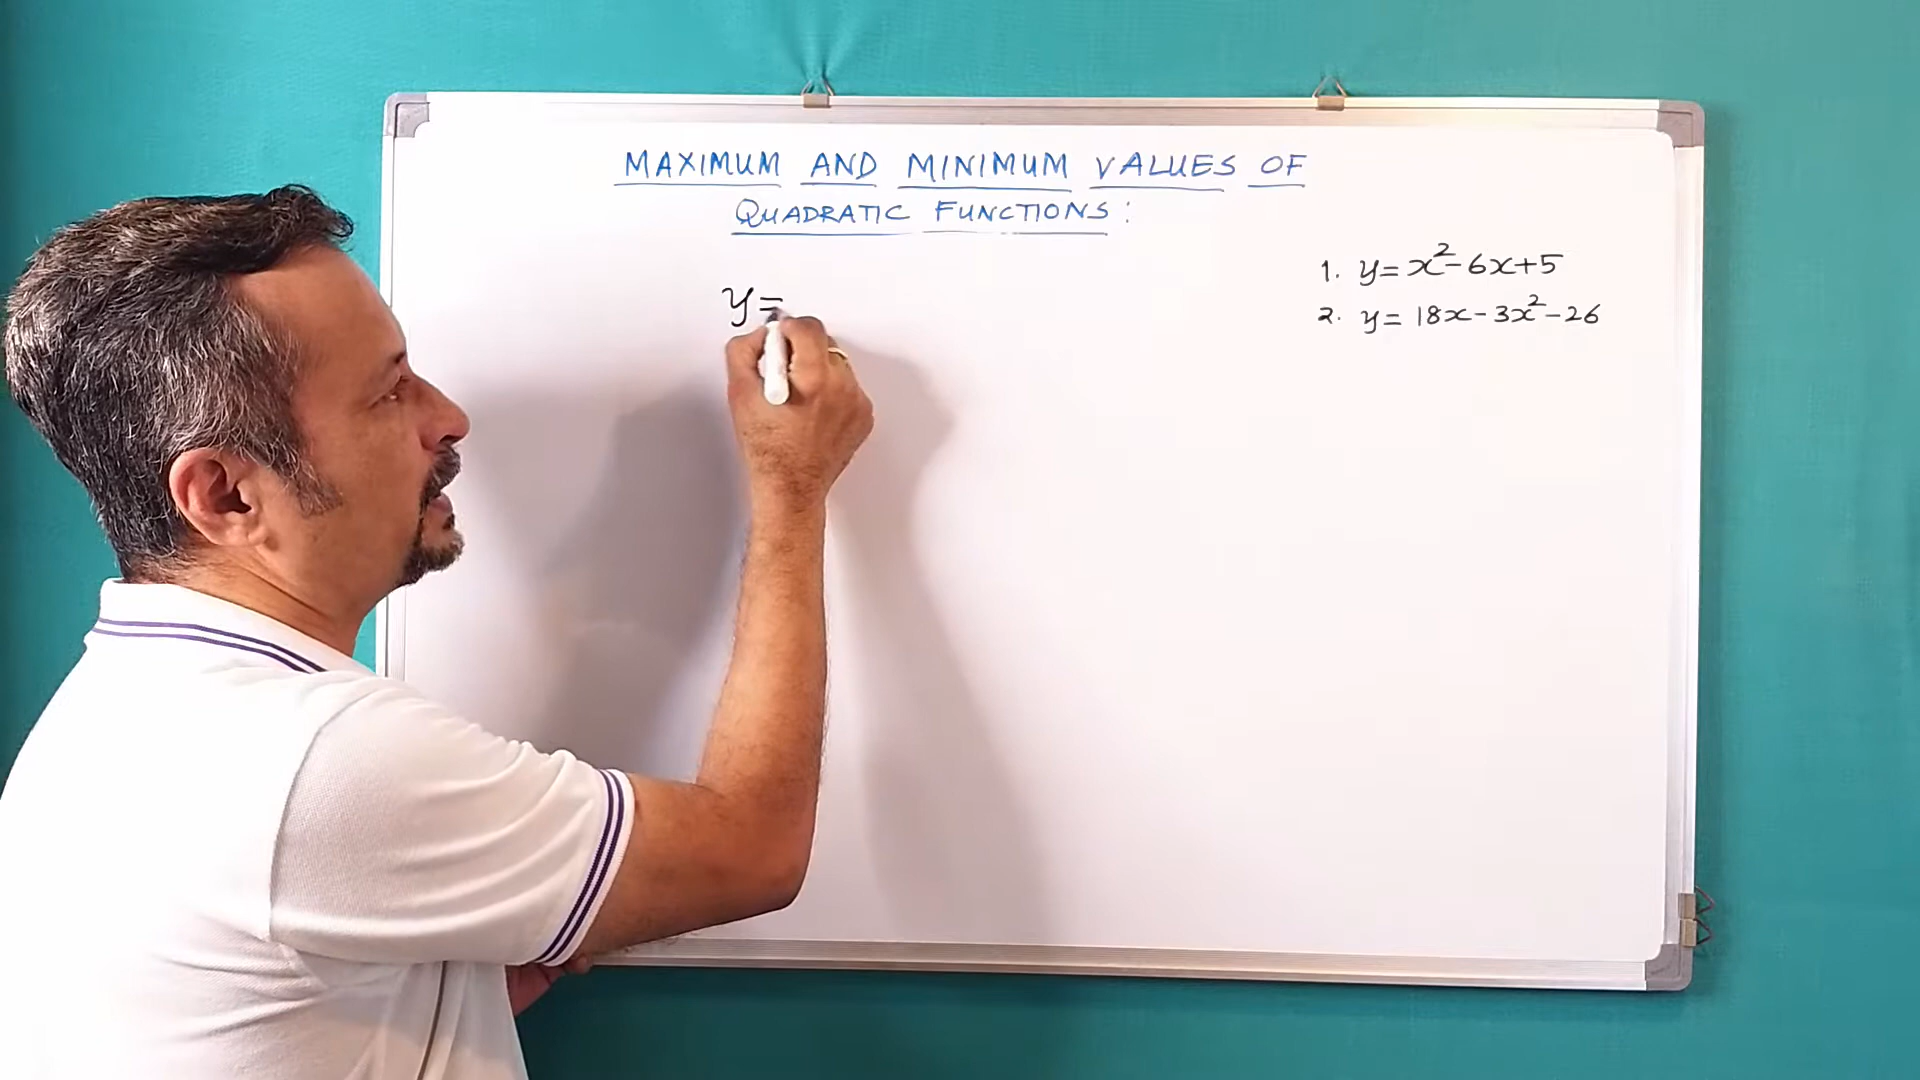 MAXIMUM AND MINIMUM VALUES OF
QUADRATIC FUNCTIONS:
1. y=x²-6x+5
2. y=18x-3x²-26
y=